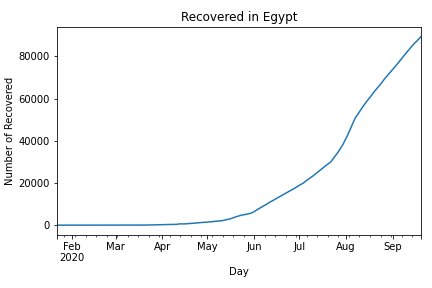 Recovered in Egypt
Number of Recovered
80000
60000
40000
20000
0
Feb Mar Apr May Jun Jul Aug Sep
2020
Day